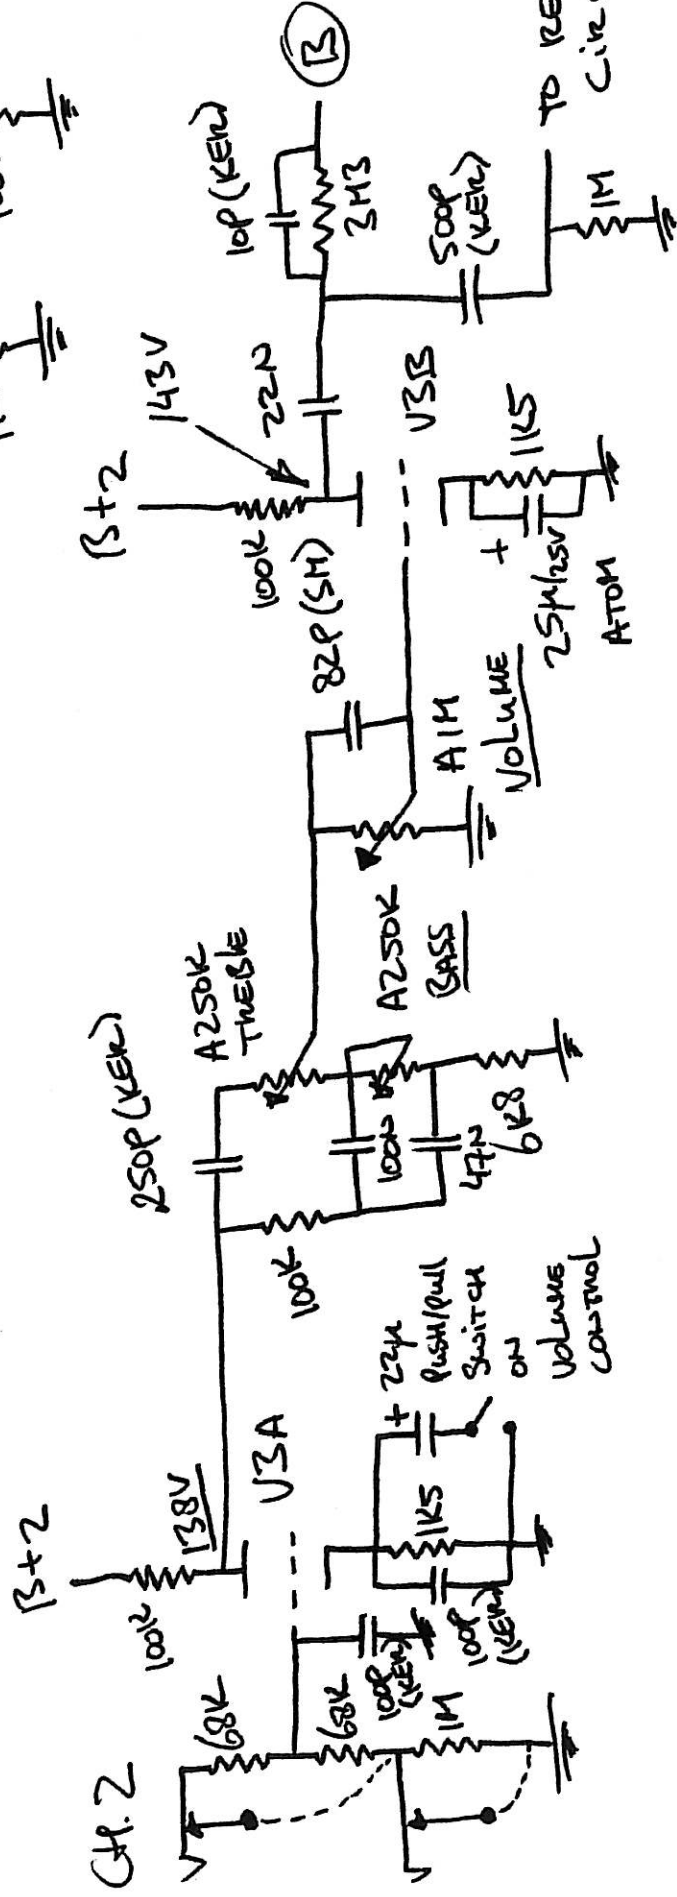 CH.2
68K
68K
1M
100P
(KER)
B+2
100K
138V
V3A
100P
(KER)
1K5
+ 22µ
PUSH/PULL
SWITCH
ON
VOLUME
CONTROL
100K
250P (KER)
A250K
TREBLE
100N
47N
6K8
A250K
BASS
82P (SM)
A1M
VOLUME
B+2
100K
143V
22N
V3B
+
25µ/25V
ATOM
1K5
10P (KER)
3M3
B
500P
(KER)
1M
TO RE
CIR